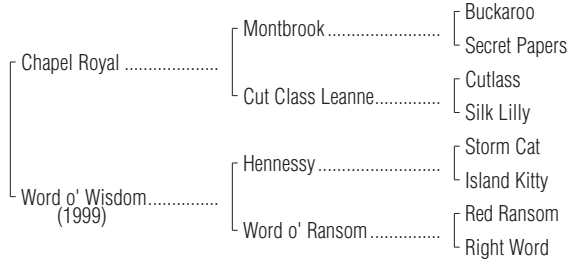 Buckaroo
Montbrook
Secret Papers
Chapel Royal
Cutlass
Cut Class Leanne
Silk Lilly
Storm Cat
Hennessy
Island Kitty
Word o' Wisdom
(1999)
Red Ransom
Word o' Ransom
Right Word